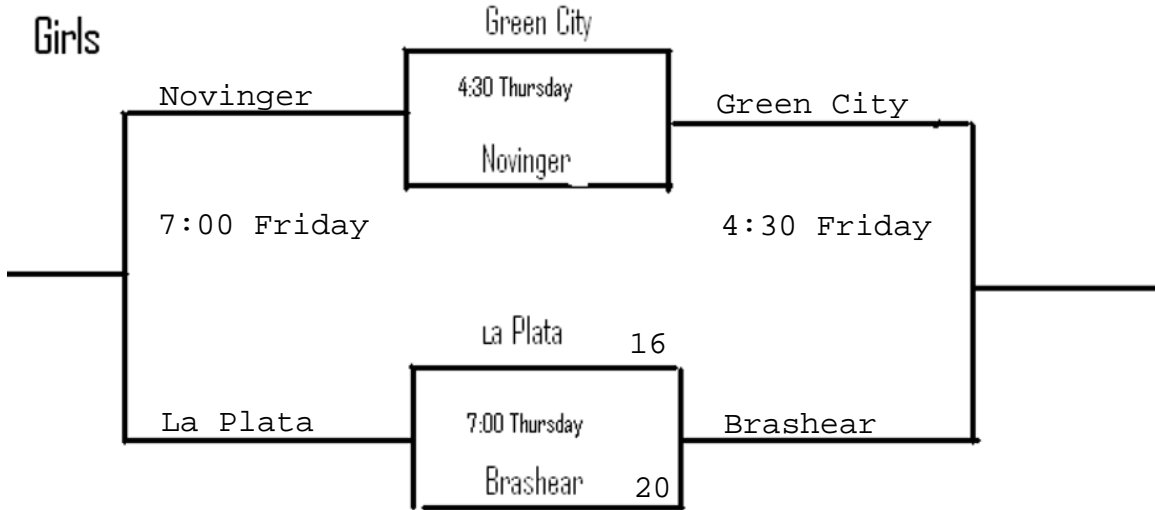 Girls
Green City
4:30 Thursday
Novinger
Green City
Novinger
7:00 Friday
4:30 Friday
La Plata 16
La Plata
7:00 Thursday
Brashear
Brashear 20